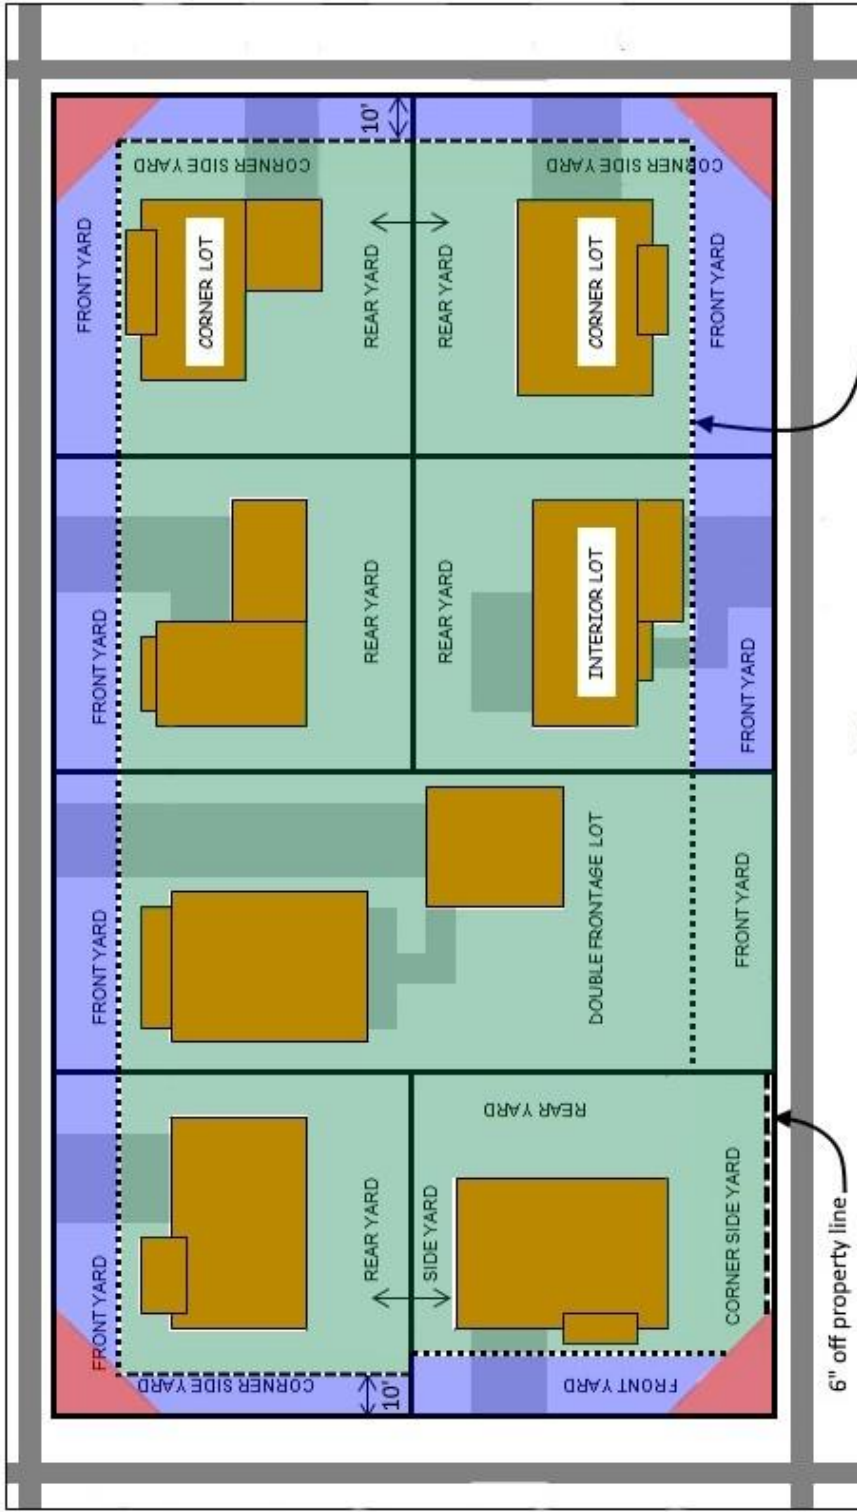 10'
CORNER SIDE YARD
CORNER SIDE YARD
FRONT YARD
CORNER LOT
REAR YARD
REAR YARD
CORNER LOT
FRONT YARD
FRONT YARD
REAR YARD
REAR YARD
INTERIOR LOT
FRONT YARD
FRONT YARD
DOUBLE FRONTAGE LOT
FRONT YARD
REAR YARD
FRONT YARD
REAR YARD
SIDE YARD
CORNER SIDE YARD
CORNER SIDE YARD
10'
FRONT YARD
6" off property line